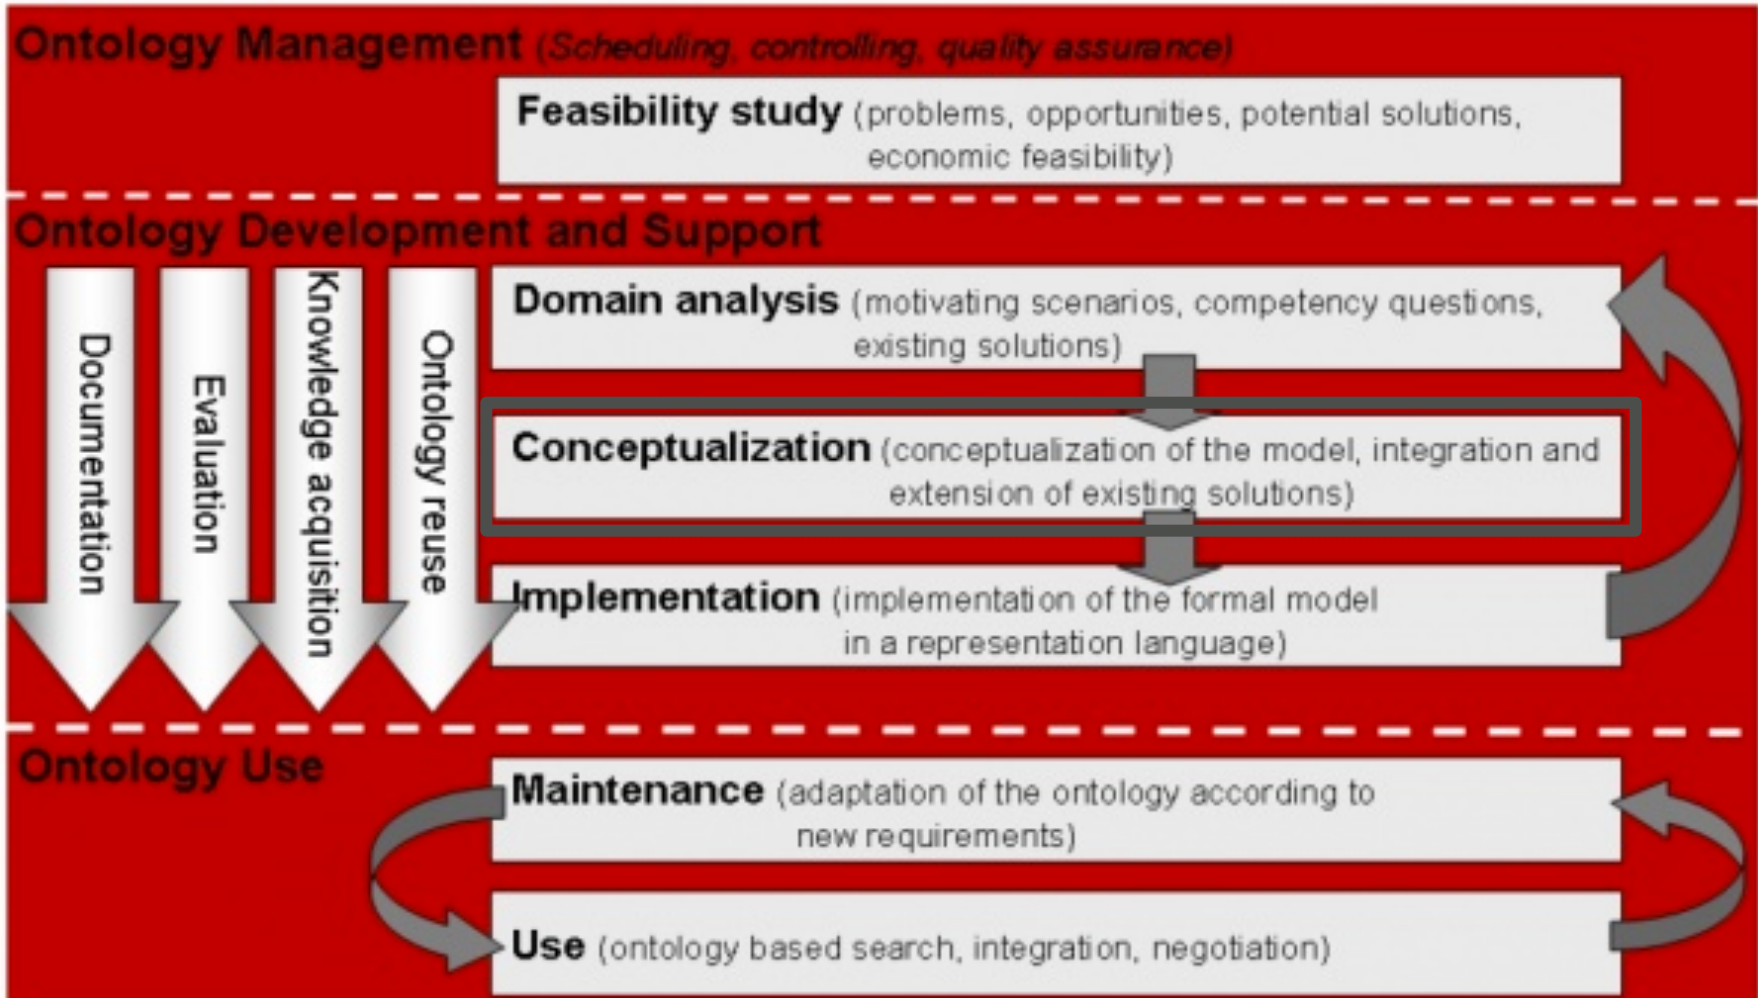 Ontology Management (Scheduling, controlling, quality assurance)
Feasibility study (problems, opportunities, potential solutions,
economic feasibility)
Ontology Development and Support
Documentation
Evaluation
Knowledge acquisition
Ontology reuse
Domain analysis (motivating scenarios, competency questions,
existing solutions)
Conceptualization (conceptualization of the model, integration and
extension of existing solutions)
Implementation (implementation of the formal model
in a representation language)
Ontology Use
Maintenance (adaptation of the ontology according to
new requirements)
Use (ontology based search, integration, negotiation)